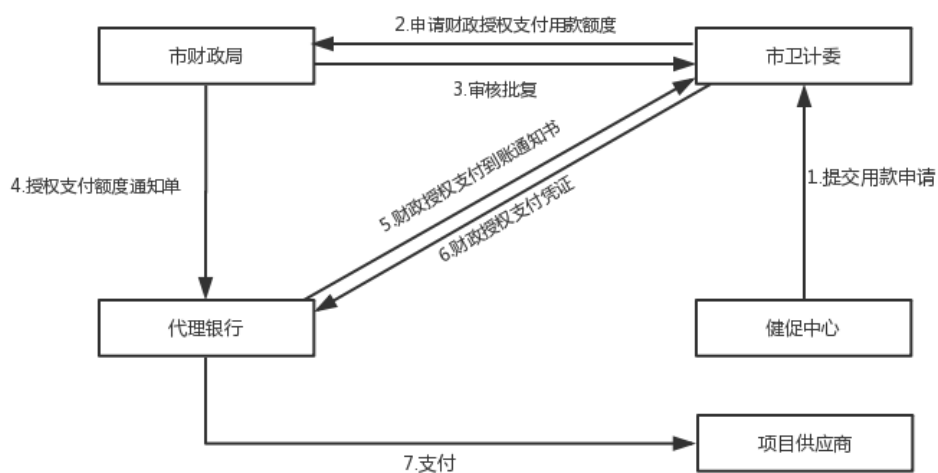 2.申请财政授权支付用款额度
市财政局
市卫计委
3.审核批复
4.授权支付额度通知单
5.财政授权支付到账通知书
6.财政授权支付凭证
1.提交用款申请
代理银行
健促中心
项目供应商
7.支付